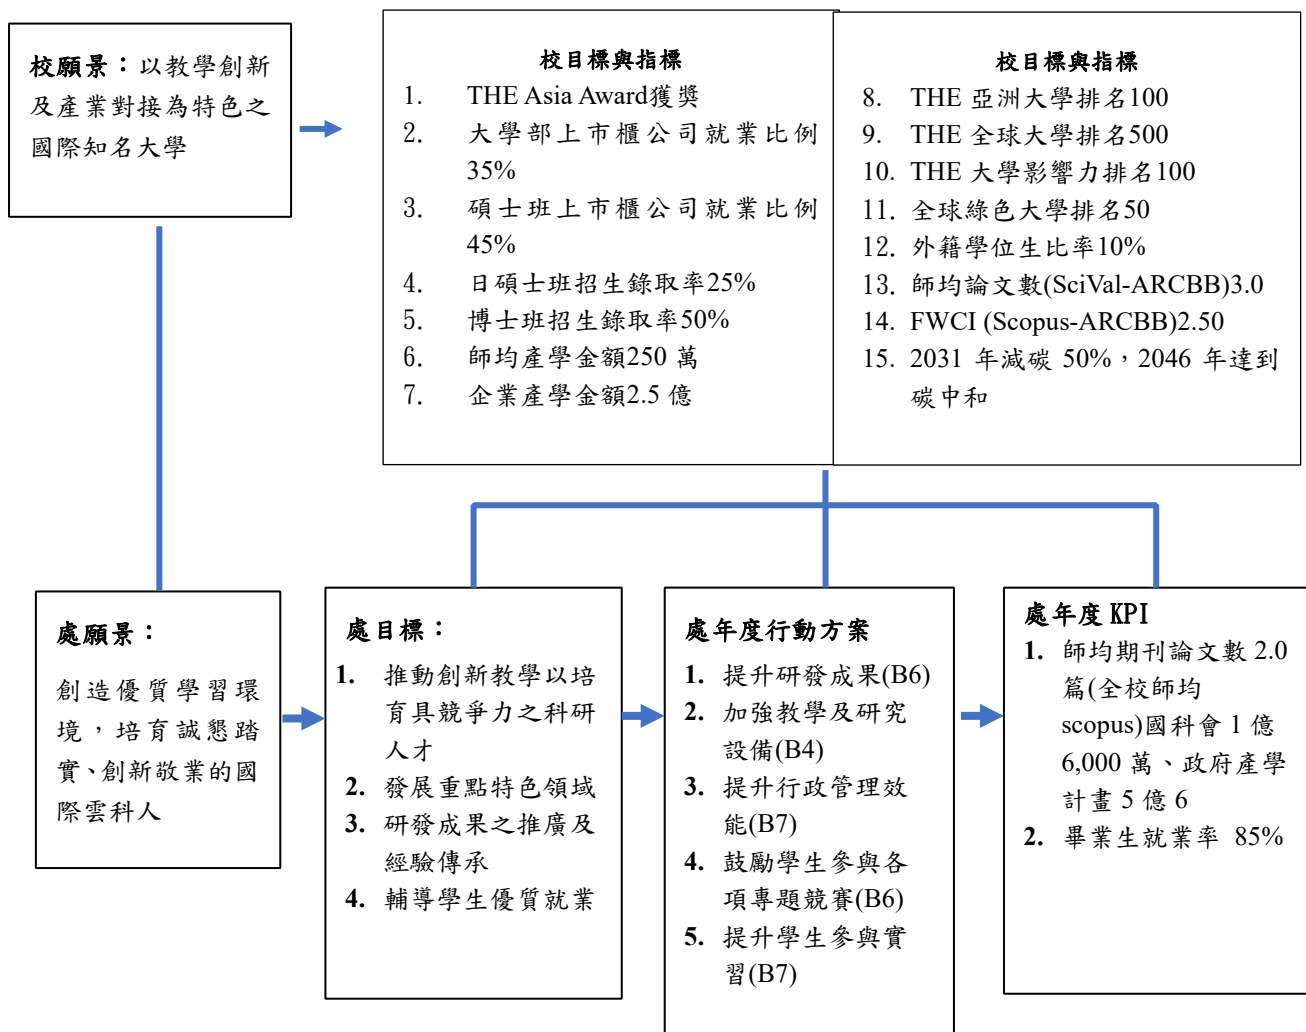 校願景：以教學創新
及產業對接為特色之
國際知名大學
校目標與指標
1. THE Asia Award獲獎
2. 大學部上市櫃公司就業比例
35%
3. 碩士班上市櫃公司就業比例
45%
4. 日碩士班招生錄取率25%
5. 博士班招生錄取率50%
6. 師均產學金額250 萬
7. 企業產學金額2.5 億
校目標與指標
8. THE 亞洲大學排名100
9. THE 全球大學排名500
10. THE 大學影響力排名100
11. 全球綠色大學排名50
12. 外籍學位生比率10%
13. 師均論文數(SciVal-ARCBB)3.0
14. FWCI (Scopus-ARCBB)2.50
15. 2031 年減碳 50%，2046 年達到
碳中和
處願景：
創造優質學習環
境，培育誠懇踏
實、創新敬業的國
際雲科人
處目標：
1. 推動創新教學以培
育具競爭力之科研
人才
2. 發展重點特色領域
3. 研發成果之推廣及
經驗傳承
4. 輔導學生優質就業
處年度行動方案
1. 提升研發成果(B6)
2. 加強教學及研究
設備(B4)
3. 提升行政管理效
能(B7)
4. 鼓勵學生參與各
項專題競賽(B6)
5. 提升學生參與實
習(B7)
處年度 KPI
1. 師均期刊論文數 2.0
篇(全校師均
scopus)國科會 1 億
6,000 萬、政府產學
計畫 5 億 6
2. 畢業生就業率 85%